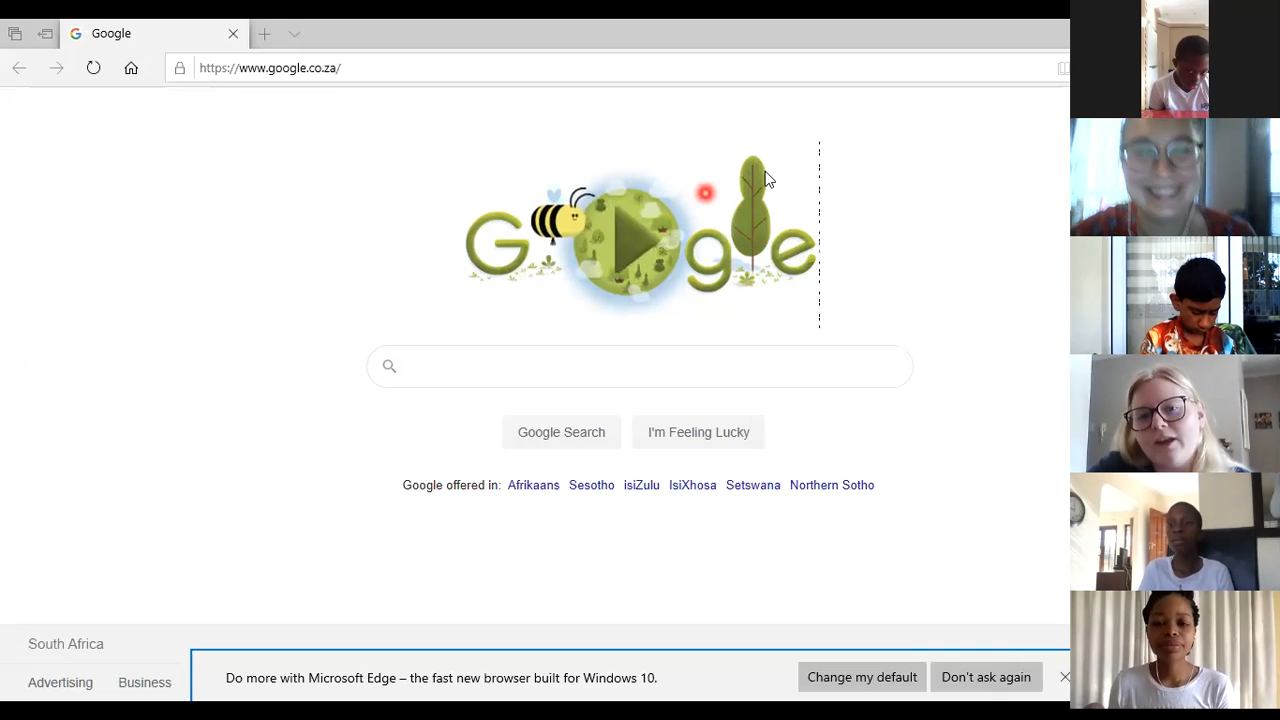 Google
https://www.google.co.za/
Google
Google Search
I'm Feeling Lucky
Google offered in: Afrikaans Sesotho isiZulu IsiXhosa Setswana Northern Sotho
South Africa
Advertising Business
Do more with Microsoft Edge – the fast new browser built for Windows 10.
Change my default
Don't ask again